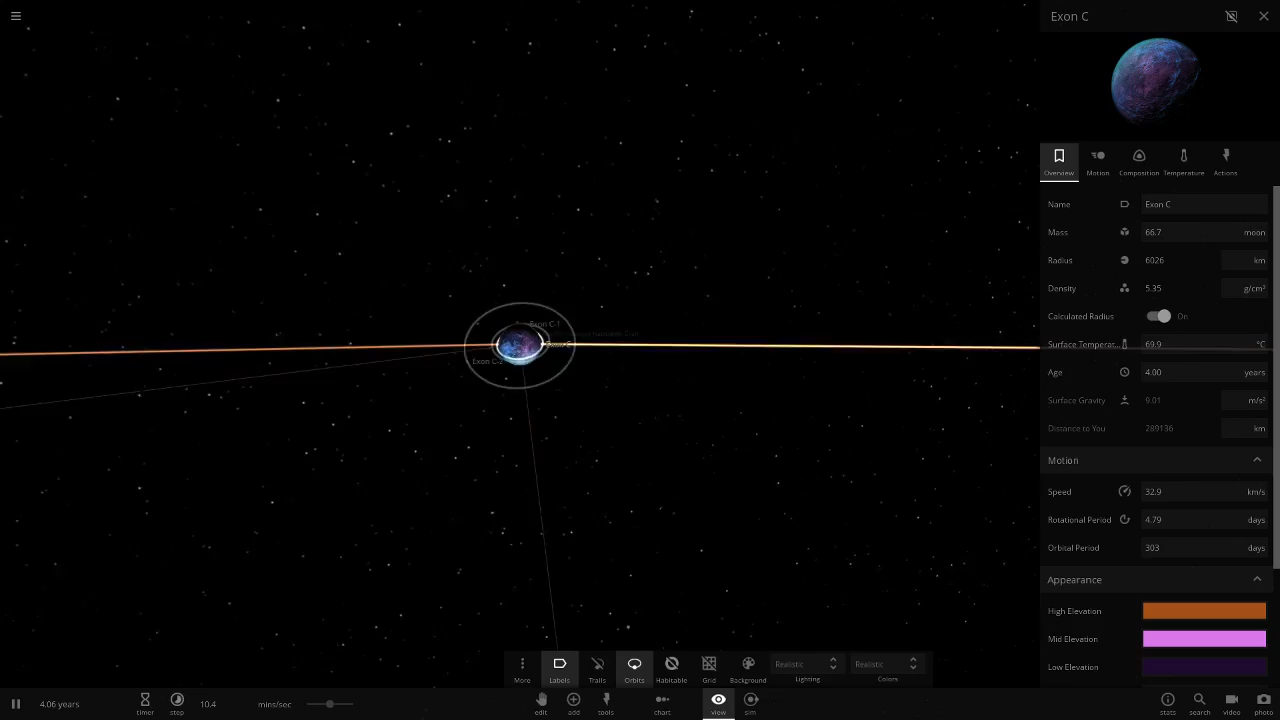 Exon C
Overview
Motion
Composition
Temperature
Actions
Name
Exon C
Mass
66.7
moon
Radius
6026
km
Density
5.35
g/cm³
Calculated Radius
On
Surface Temperat...
69.9
°C
Age
4.00
years
Surface Gravity
9.01
m/s²
Distance to You
289136
km
Motion
Speed
32.9
km/s
Rotational Period
4.79
days
Orbital Period
303
days
Appearance
High Elevation
Mid Elevation
Low Elevation
Exon C-1
Exon C
Exon C-2
More
Labels
Trails
Orbits
Habitable
Grid
Background
Realistic
Lighting
Realistic
Colors
4.06 years
timer
step
10.4
mins/sec
edit
add
tools
chart
view
sim
stats
search
video
photo